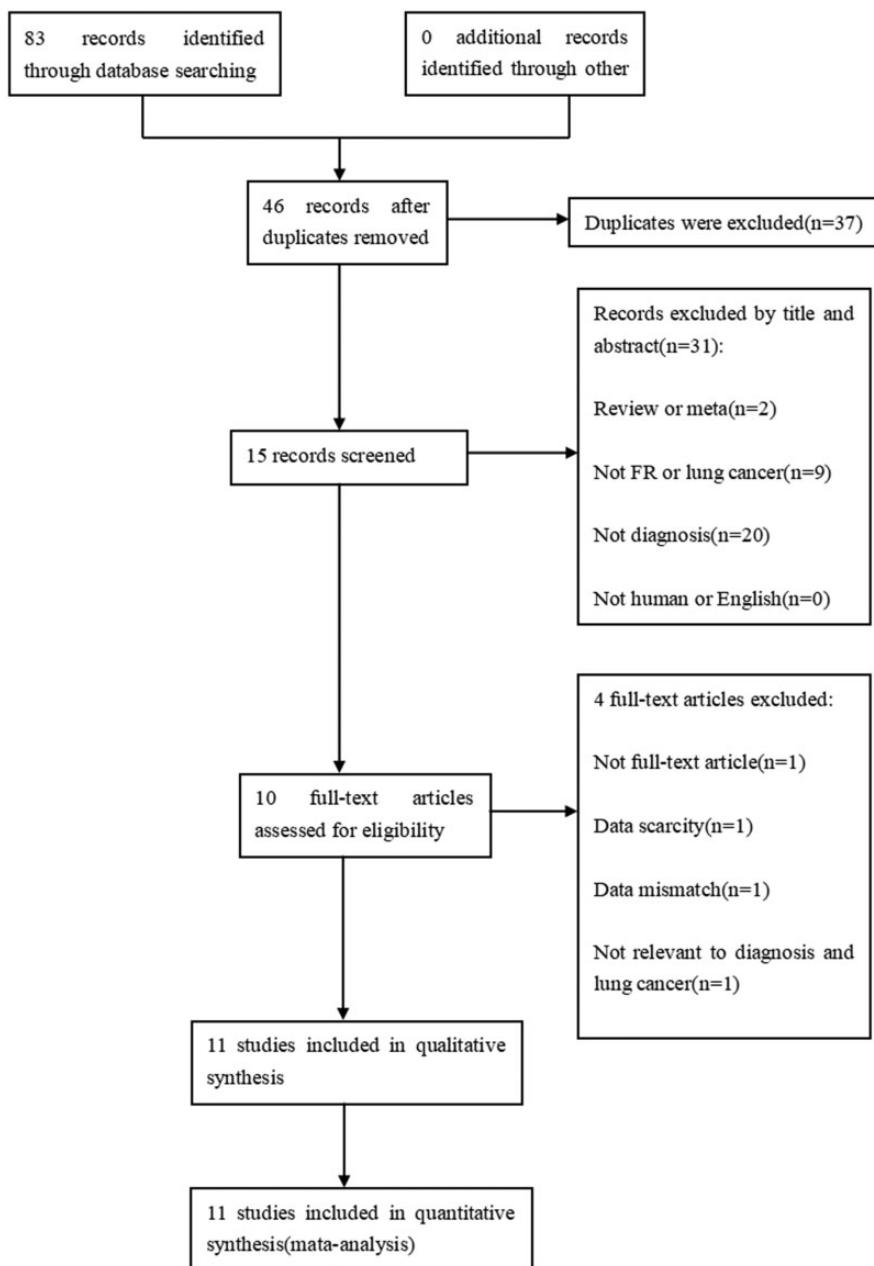 83 records identified
through database searching
0 additional records
identified through other
46 records after
duplicates removed
Duplicates were excluded(n=37)
Records excluded by title and
abstract(n=31):
Review or meta(n=2)
Not FR or lung cancer(n=9)
Not diagnosis(n=20)
Not human or English(n=0)
15 records screened
4 full-text articles excluded:
Not full-text article(n=1)
Data scarcity(n=1)
Data mismatch(n=1)
Not relevant to diagnosis and
lung cancer(n=1)
10 full-text articles
assessed for eligibility
11 studies included in qualitative
synthesis
11 studies included in quantitative
synthesis(mata-analysis)